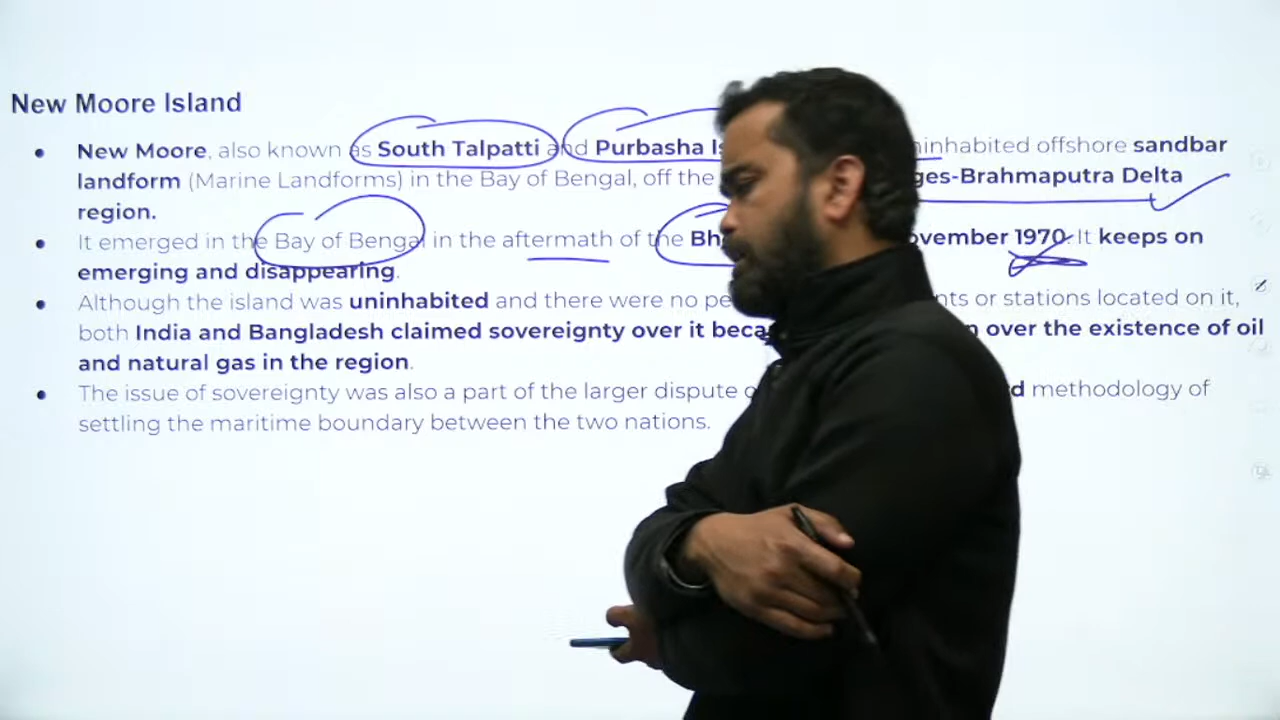 New Moore Island
• New Moore, also known as South Talpatti and Purbasha inhabited offshore sandbar
landform (Marine Landforms) in the Bay of Bengal, off the ges-Brahmaputra Delta
region.
• It emerged in the Bay of Bengal in the aftermath of the Bh ovember 1970. It keeps on
emerging and disappearing.
• Although the island was uninhabited and there were no pe nts or stations located on it,
both India and Bangladesh claimed sovereignty over it beca n over the existence of oil
and natural gas in the region.
• The issue of sovereignty was also a part of the larger dispute d methodology of
settling the maritime boundary between the two nations.